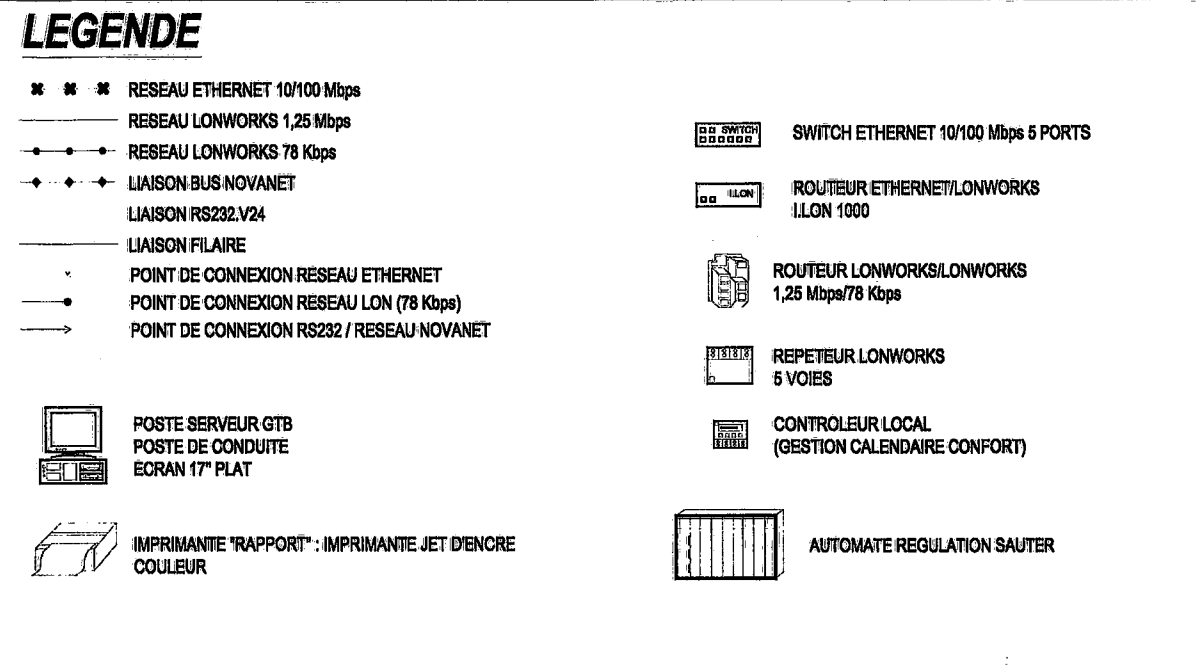 LEGENDE
RESEAU ETHERNET 10/100 Mbps
RESEAU LONWORKS 1,25 Mbps
RESEAU LONWORKS 78 Kbps
LIAISON BUS NOVANET
LIAISON RS232.V24
LIAISON FILAIRE
POINT DE CONNEXION RESEAU ETHERNET
POINT DE CONNEXION RESEAU LON (78 Kbps)
POINT DE CONNEXION RS232 / RESEAU NOVANET
POSTE SERVEUR GTB
POSTE DE CONDUITE
ECRAN 17" PLAT
IMPRIMANTE "RAPPORT" : IMPRIMANTE JET D'ENCRE
COULEUR
SWITCH
SWITCH ETHERNET 10/100 Mbps 5 PORTS
I.LON
ROUTEUR ETHERNET/LONWORKS
I.LON 1000
ROUTEUR LONWORKS/LONWORKS
1,25 Mbps/78 Kbps
REPETEUR LONWORKS
5 VOIES
CONTROLEUR LOCAL
(GESTION CALENDAIRE CONFORT)
AUTOMATE REGULATION SAUTER